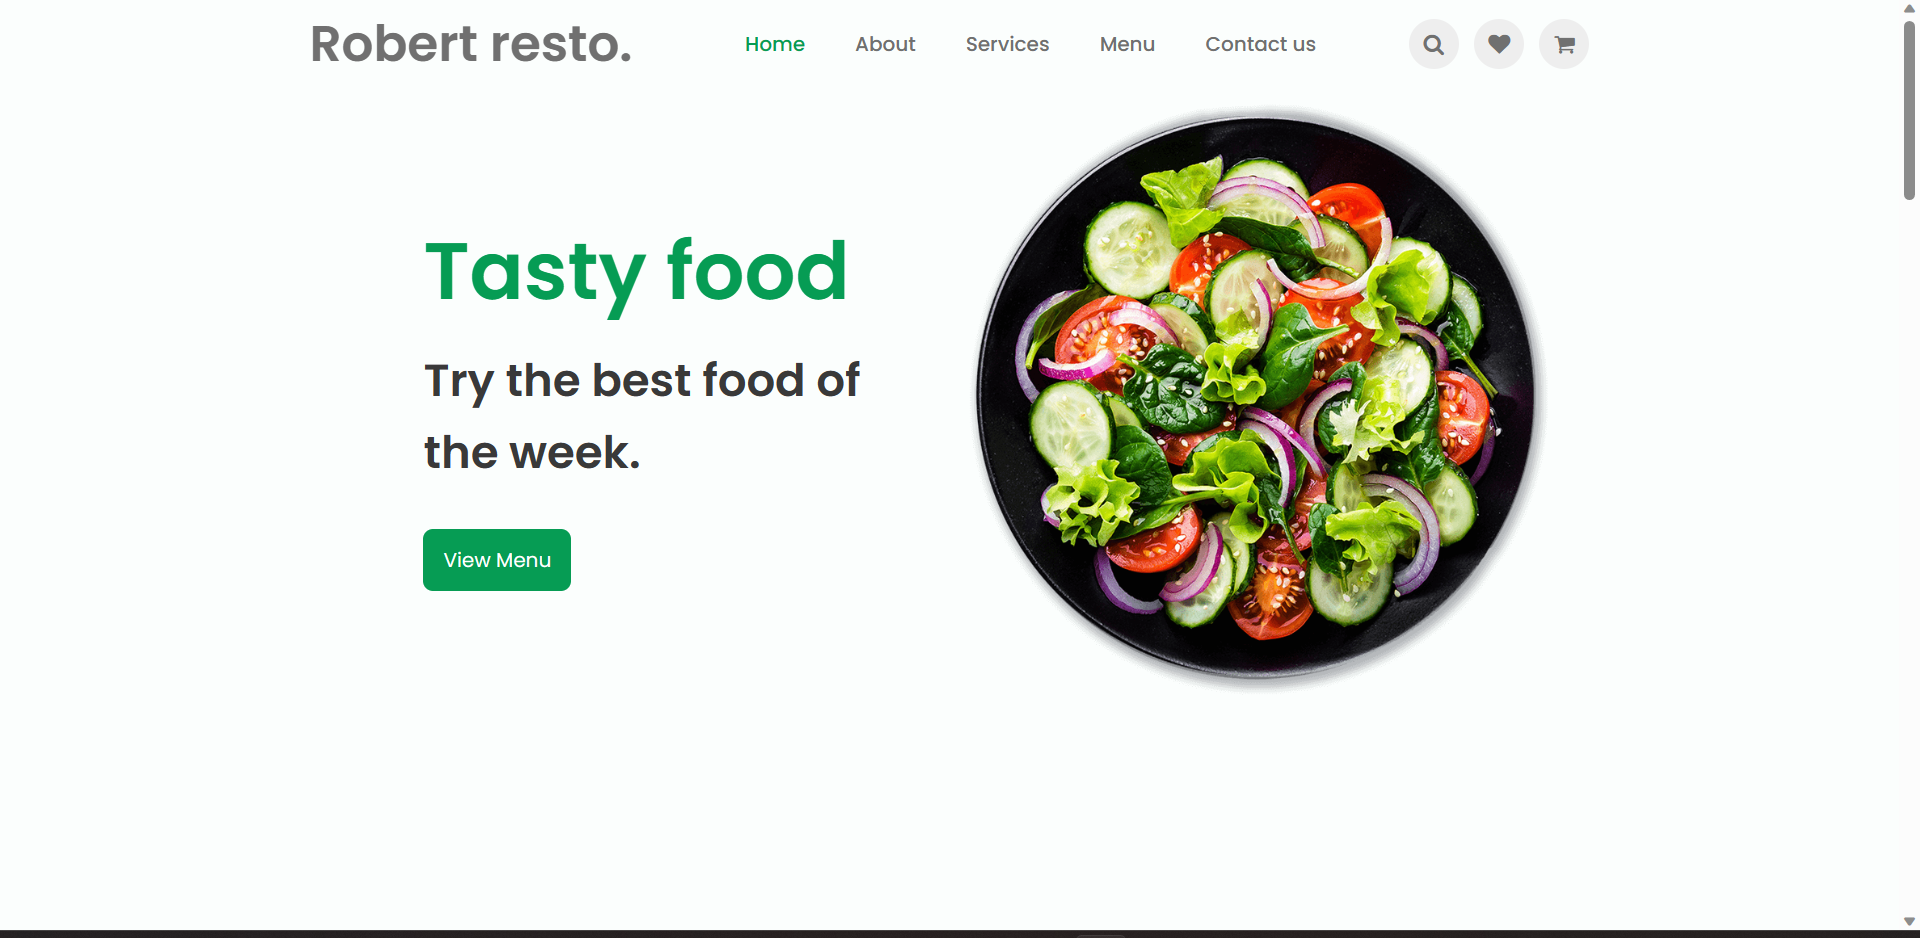 Robert resto.
Home About Services Menu Contact us
Tasty food
Try the best food of
the week.
View Menu